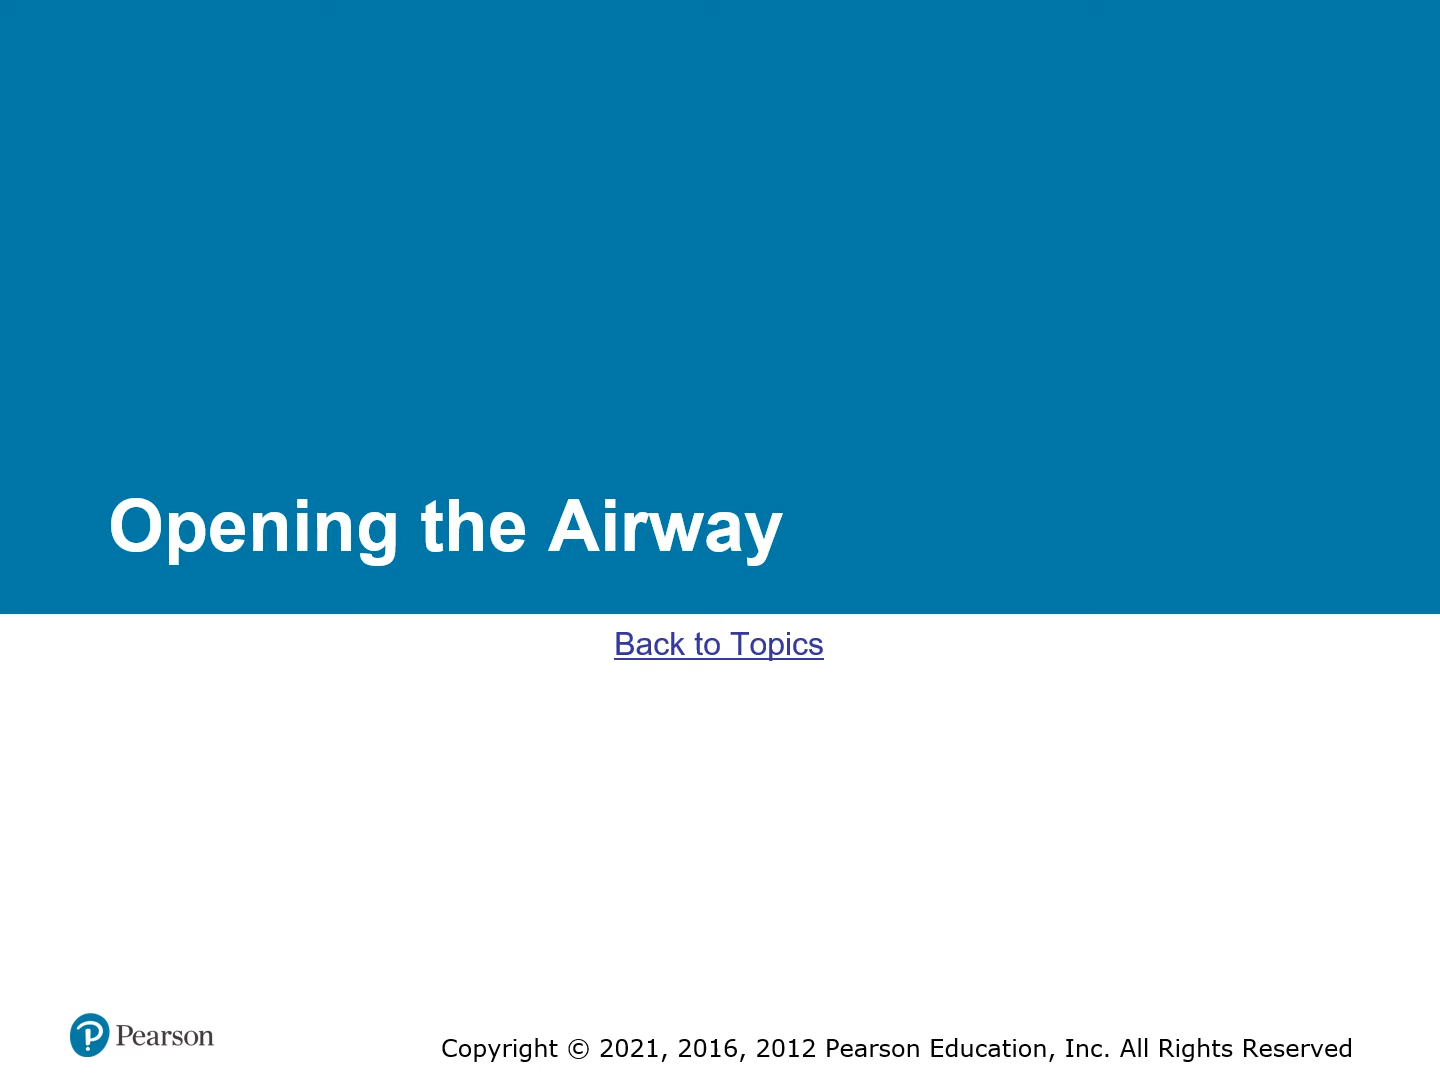 Opening the Airway
Back to Topics
Pearson
Copyright © 2021, 2016, 2012 Pearson Education, Inc. All Rights Reserved